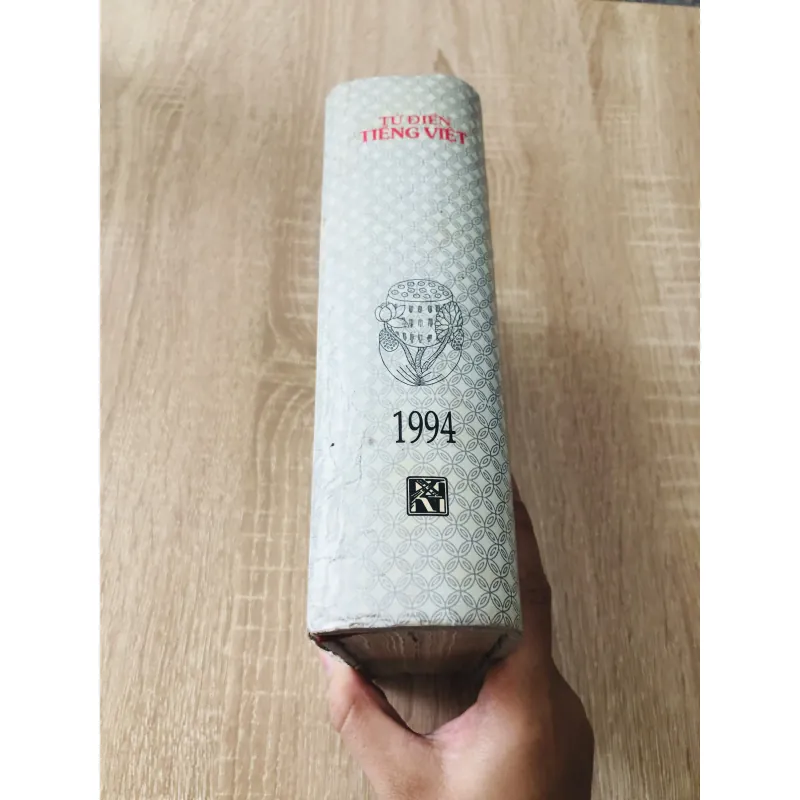 TỪ ĐIỂN
TIẾNG VIỆT
1994